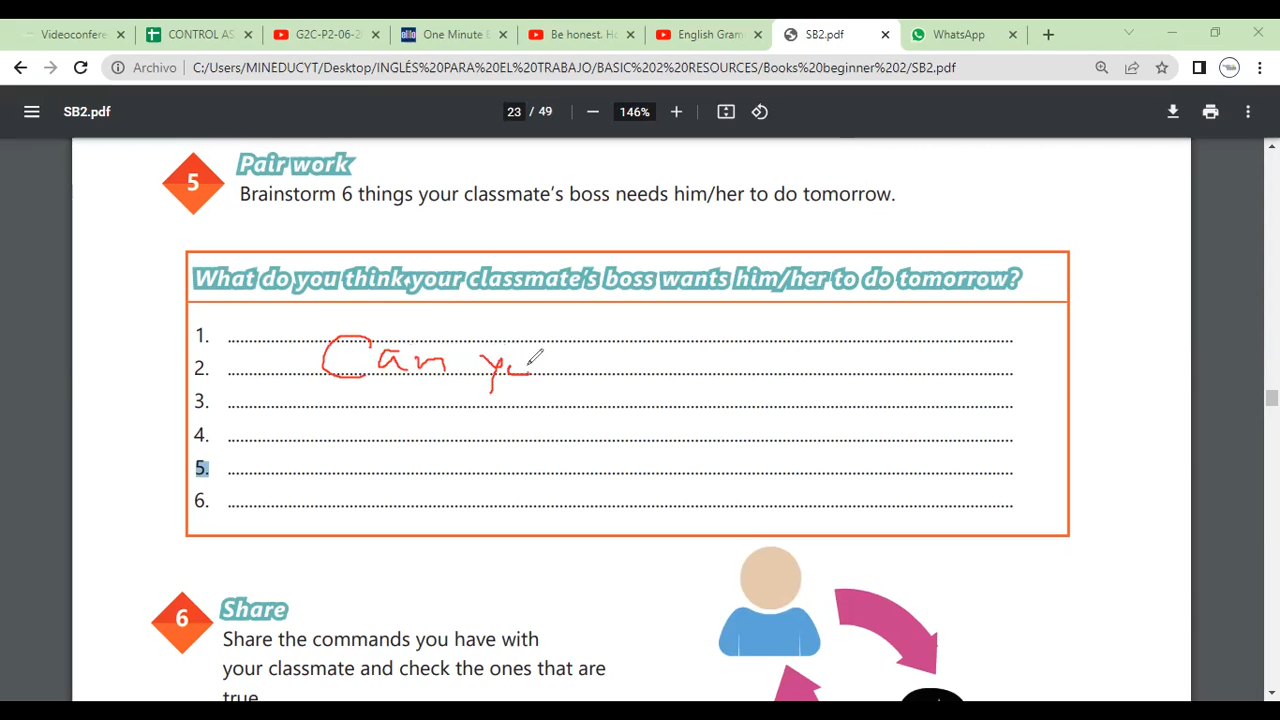 Videoconfere
CONTROL AS
G2C-P2-06-2
One Minute E
Be honest. Ho
English Gram
SB2.pdf
WhatsApp
Archivo
C:/Users/MINEDUCYT/Desktop/INGLÉS%20PARA%20EL%20TRABAJO/BASIC%202%20RESOURCES/Books%20beginner%202/SB2.pdf
SB2.pdf
23 / 49
146%
5
Pair work
Brainstorm 6 things your classmate's boss needs him/her to do tomorrow.
What do you think your classmate's boss wants him/her to do tomorrow?
1. ....................
Can yo
2. ....................
3. ....................
4. ....................
5. ....................
6. ....................
6
Share
Share the commands you have with
your classmate and check the ones that are
true